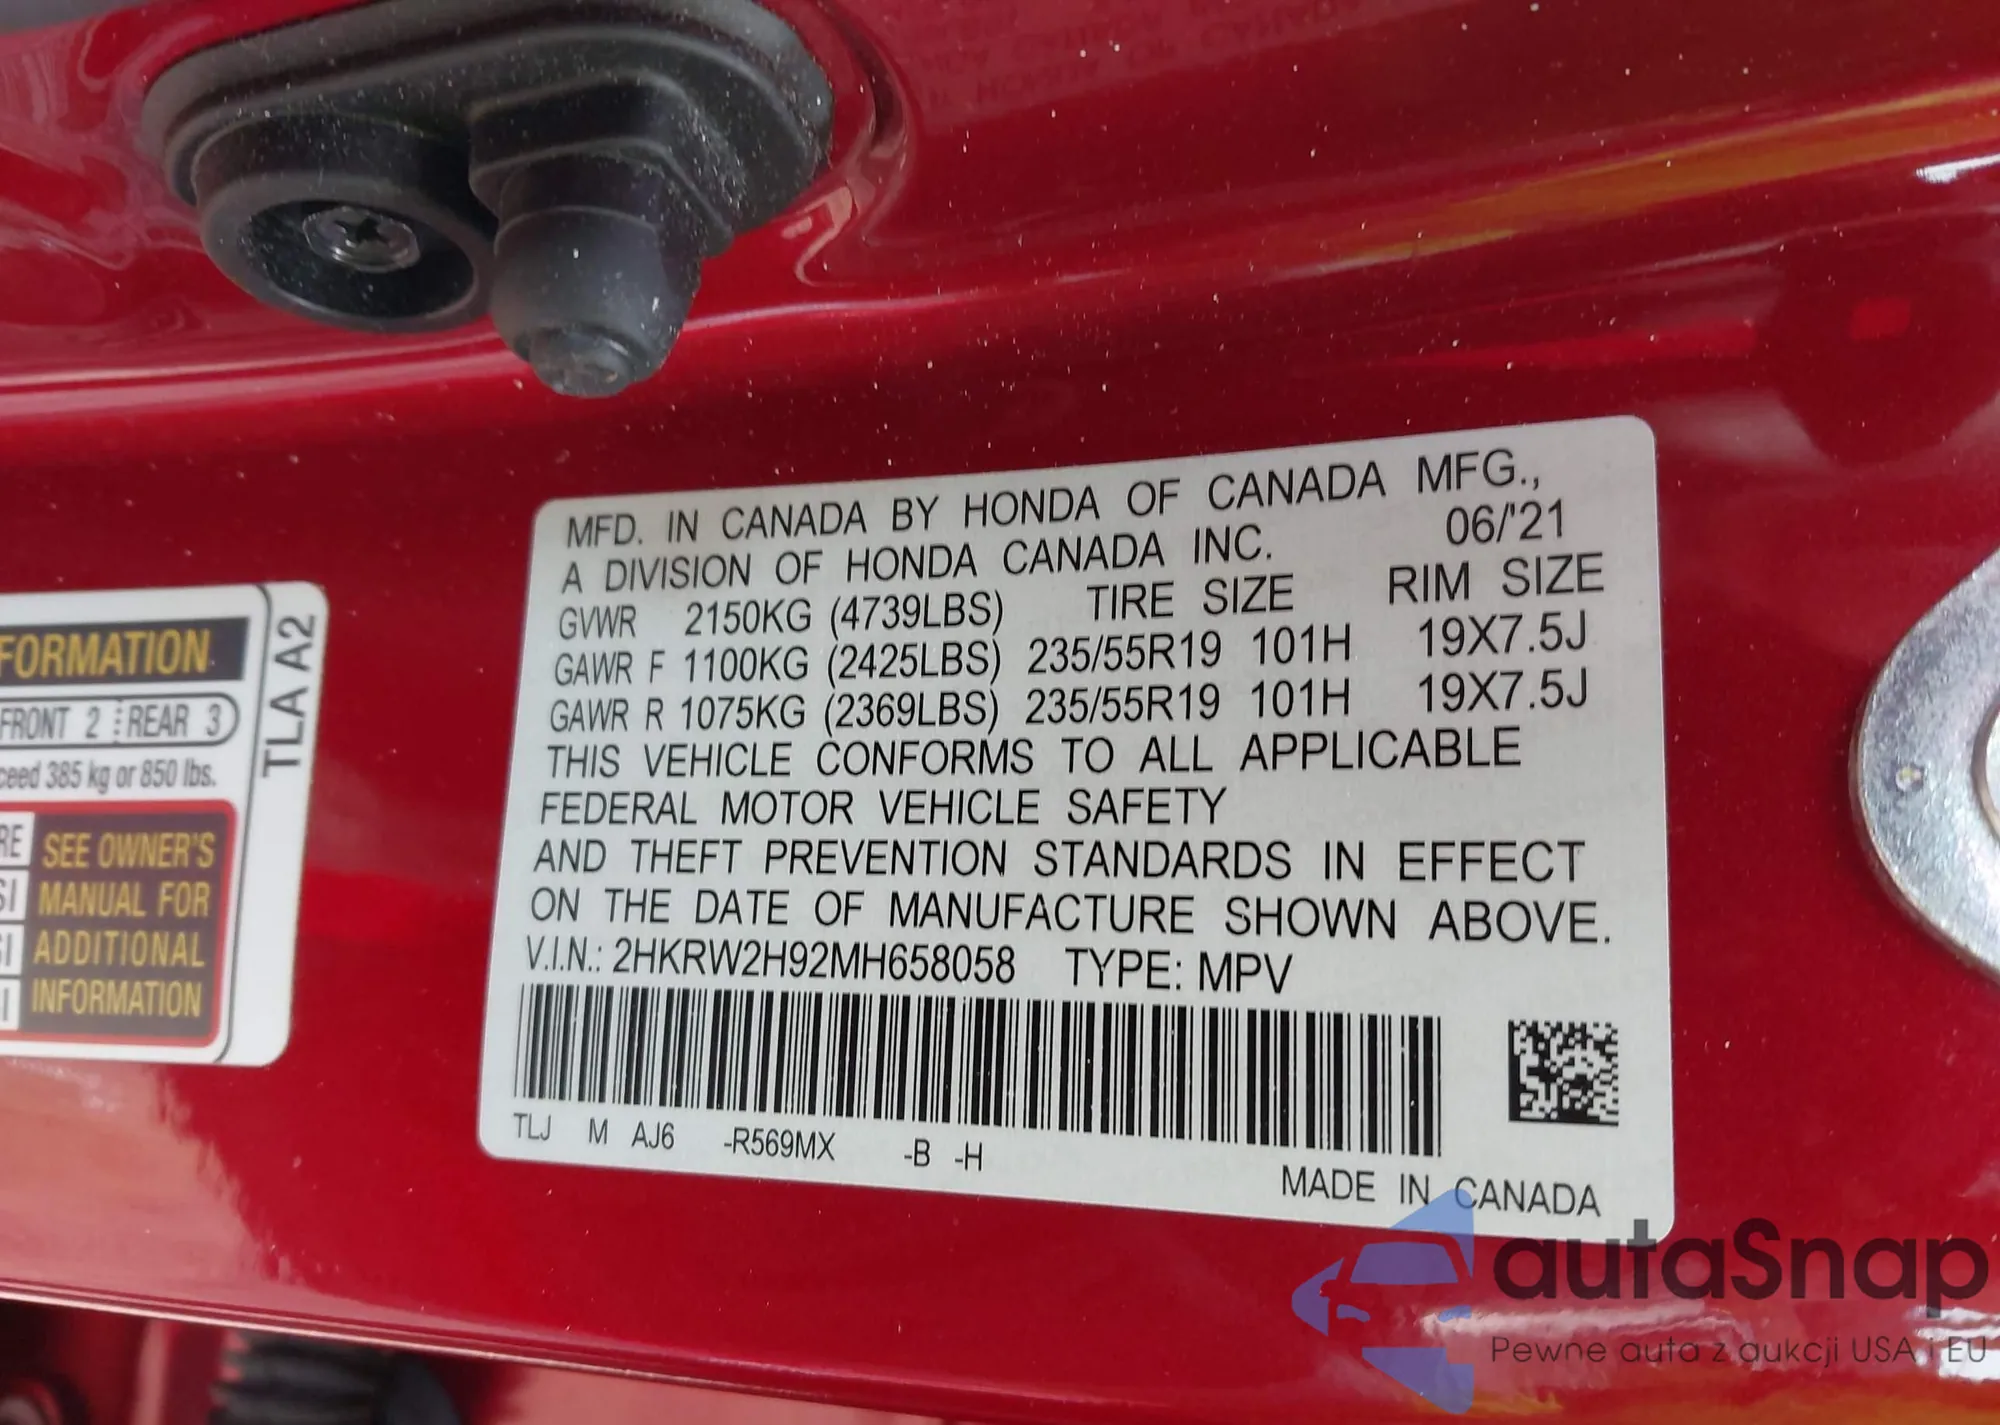 MFD. IN CANADA BY HONDA OF CANADA MFG.,
A DIVISION OF HONDA CANADA INC. 06/'21
GVWR 2150KG (4739LBS) TIRE SIZE RIM SIZE
GAWR F 1100KG (2425LBS) 235/55R19 101H 19X7.5J
GAWR R 1075KG (2369LBS) 235/55R19 101H 19X7.5J
THIS VEHICLE CONFORMS TO ALL APPLICABLE
FEDERAL MOTOR VEHICLE SAFETY
AND THEFT PREVENTION STANDARDS IN EFFECT
ON THE DATE OF MANUFACTURE SHOWN ABOVE.
V.I.N.: 2HKRW2H92MH658058 TYPE: MPV
TLJ M AJ6 -R569MX -B -H
MADE IN CANADA
FRONT 2 REAR 3
385 kg or 850 lbs.
SEE OWNER'S
MANUAL FOR
ADDITIONAL
INFORMATION
TLA A2
autaSnap
Pewne auta z aukcji USA i EU